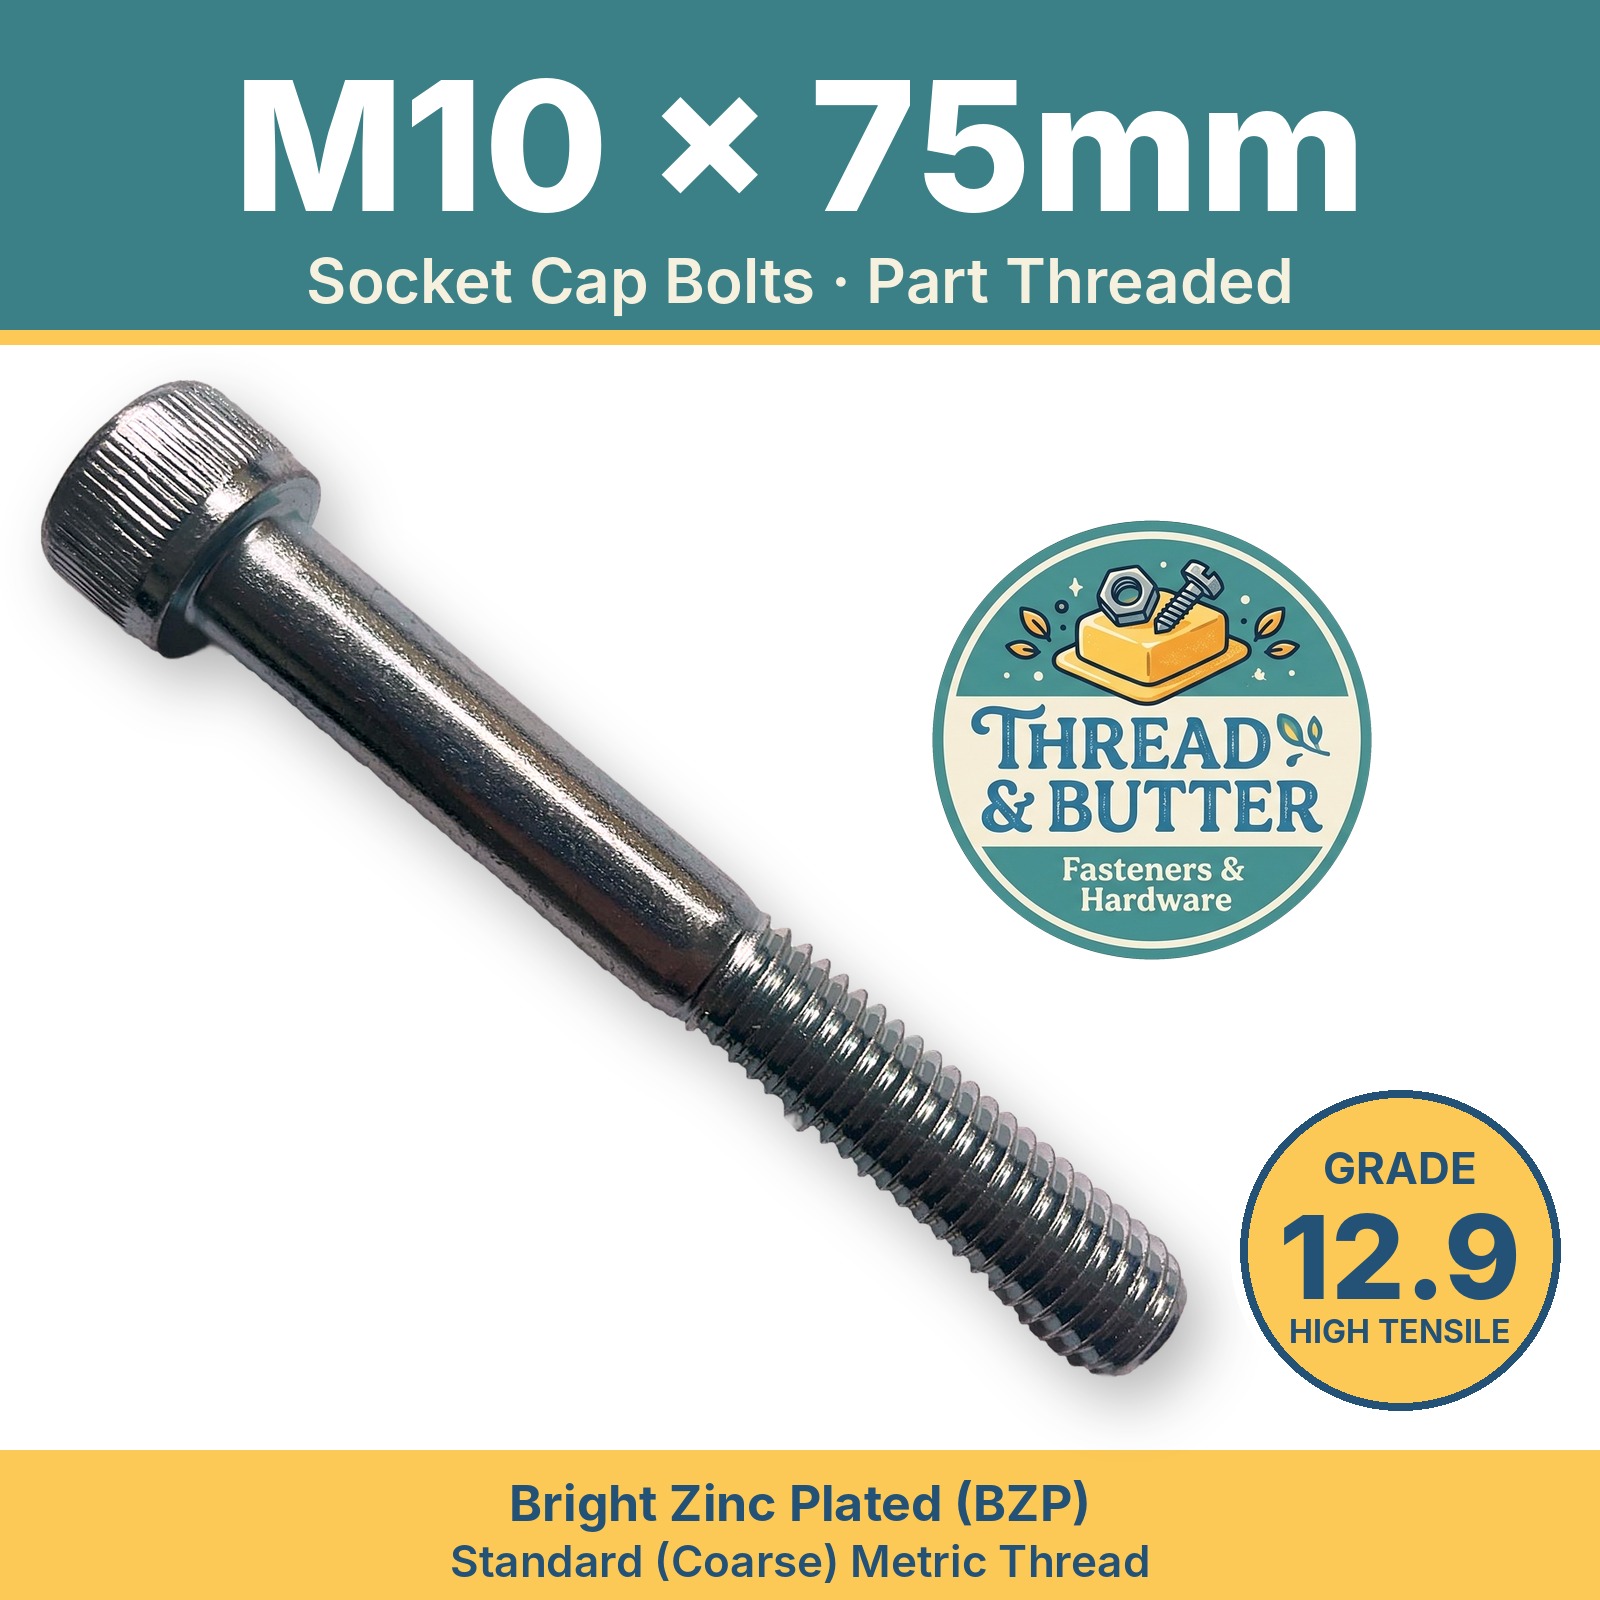 M10 × 75mm
Socket Cap Bolts · Part Threaded
THREAD
& BUTTER
Fasteners &
Hardware
GRADE
12.9
HIGH TENSILE
Bright Zinc Plated (BZP)
Standard (Coarse) Metric Thread